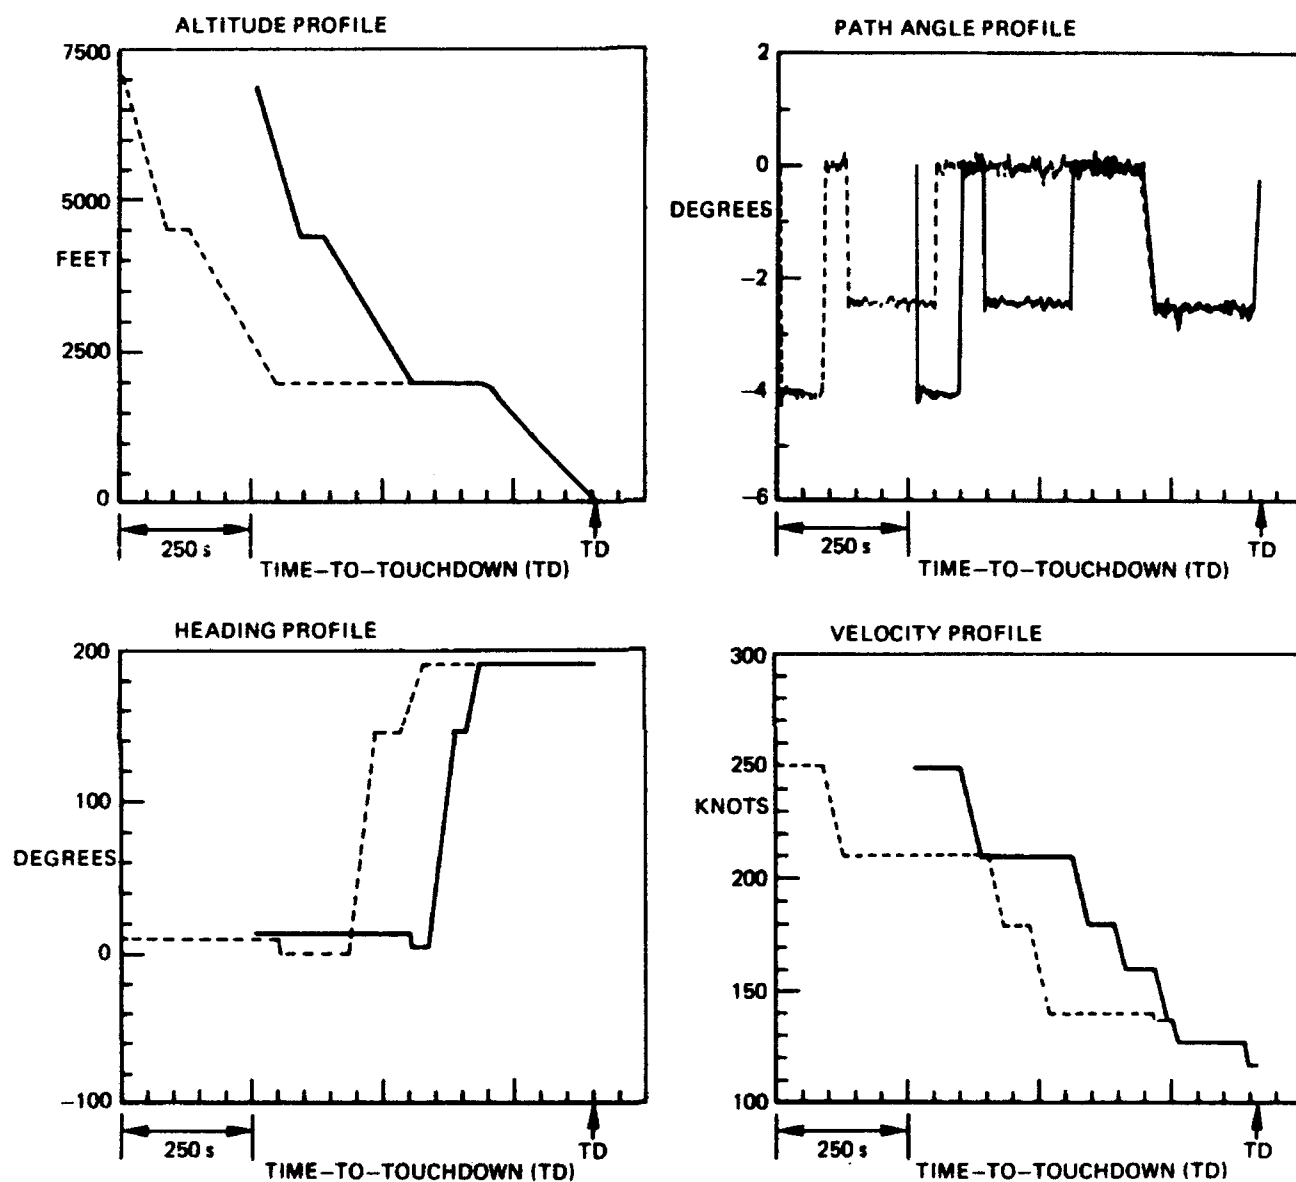 ALTITUDE PROFILE
7500
5000
FEET
2500
0
250 s
TD
TIME-TO-TOUCHDOWN (TD)
PATH ANGLE PROFILE
2
0
DEGREES
-2
-4
-6
250 s
TD
TIME-TO-TOUCHDOWN (TD)
HEADING PROFILE
200
100
DEGREES
0
-100
250 s
TD
TIME-TO-TOUCHDOWN (TD)
VELOCITY PROFILE
300
250
KNOTS
200
150
100
250 s
TD
TIME-TO-TOUCHDOWN (TD)